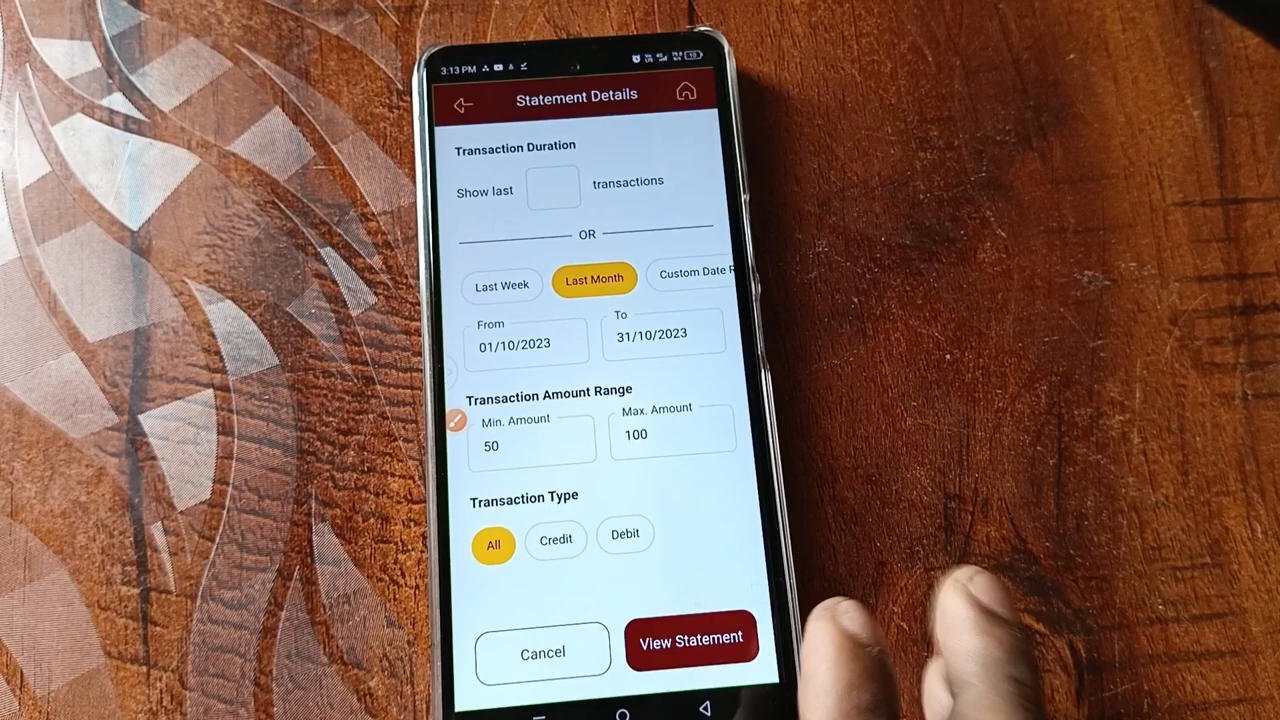 3:13 PM
Statement Details
Transaction Duration
Show last transactions
OR
Last Week Last Month Custom Date R
From To
01/10/2023 31/10/2023
Transaction Amount Range
Min. Amount Max. Amount
50 100
Transaction Type
All Credit Debit
Cancel View Statement